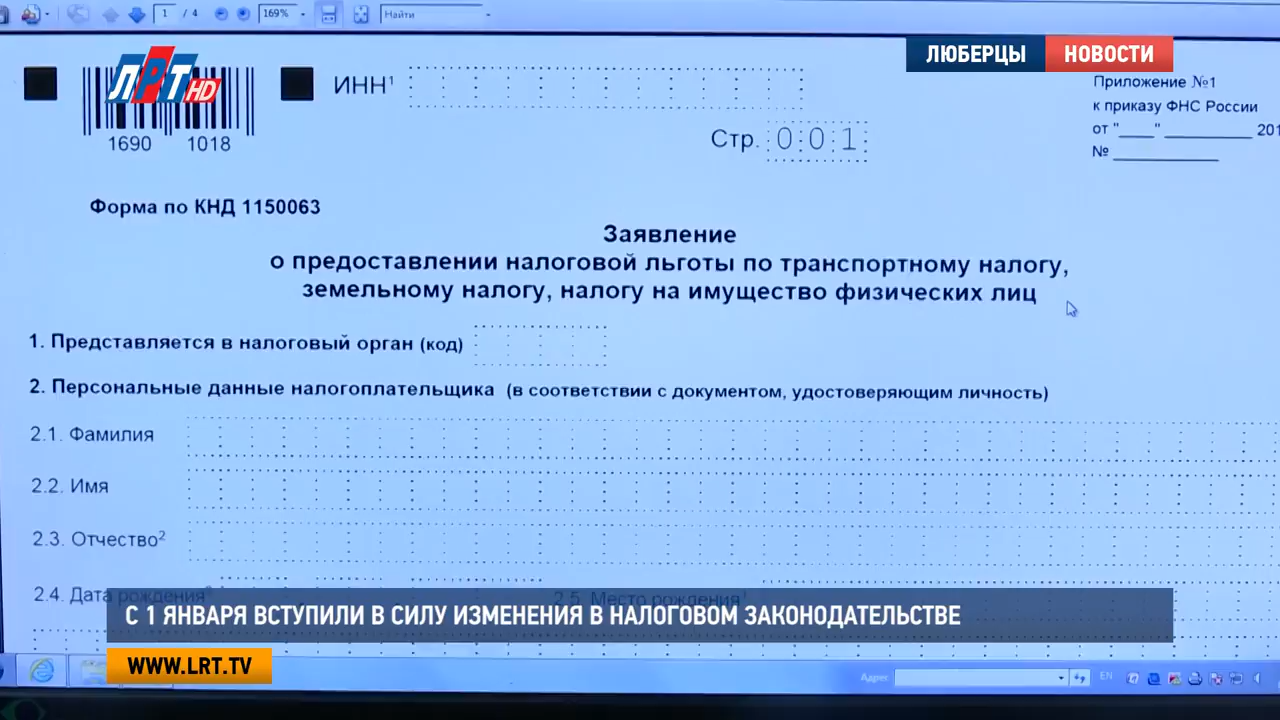 1 / 4 169% Найти
ЛЮБЕРЦЫ НОВОСТИ
ЛРТ HD
1690 1018
ИНН¹
Стр. 001
Приложение №1
к приказу ФНС России
от "____" __________ 201
№ ____________
Форма по КНД 1150063
Заявление
о предоставлении налоговой льготы по транспортному налогу,
земельному налогу, налогу на имущество физических лиц
1. Представляется в налоговый орган (код)
2. Персональные данные налогоплательщика (в соответствии с документом, удостоверяющим личность)
2.1. Фамилия
2.2. Имя
2.3. Отчество²
2.4. Дата рождения
2.5. Место рождения¹
С 1 ЯНВАРЯ ВСТУПИЛИ В СИЛУ ИЗМЕНЕНИЯ В НАЛОГОВОМ ЗАКОНОДАТЕЛЬСТВЕ
WWW.LRT.TV
Адрес EN